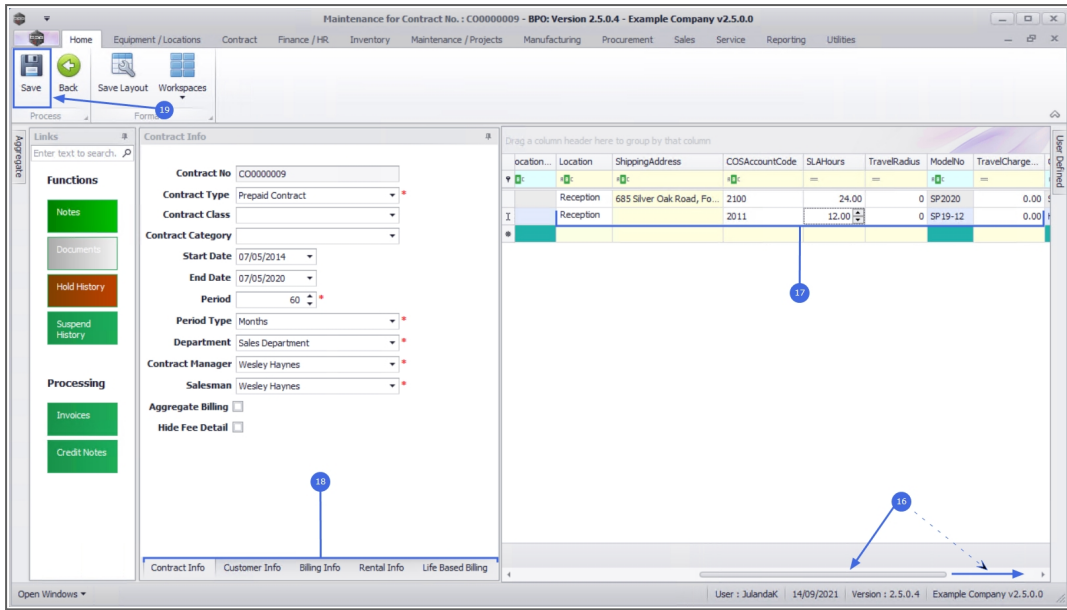 Maintenance for Contract No. : CO0000009 - BPO: Version 2.5.0.4 - Example Company v2.5.0.0
Home Equipment / Locations Contract Finance / HR Inventory Maintenance / Projects Manufacturing Procurement Sales Service Reporting Utilities
Save Back Save Layout Workspaces
19
Process Forma
Aggregate
Links
Enter text to search.
Functions
Notes
Documents
Hold History
Suspend
History
Processing
Invoices
Credit Notes
Contract Info
Contract No CO0000009
Contract Type Prepaid Contract *
Contract Class
Contract Category
Start Date 07/05/2014
End Date 07/05/2020
Period 60 *
Period Type Months *
Department Sales Department *
Contract Manager Wesley Haynes *
Salesman Wesley Haynes *
Aggregate Billing
Hide Fee Detail
18
Contract Info Customer Info Billing Info Rental Info Life Based Billing
Drag a column header here to group by that column
ocation... Location ShippingAddress COSAccountCode SLAHours TravelRadius ModelNo TravelCharge...
= = =
Reception 685 Silver Oak Road, Fo... 2100 24.00 0 SP2020 0.00
Reception 2011 12.00 0 SP19-12 0.00
17
16
User Defined
Open Windows User : JulandaK 14/09/2021 Version : 2.5.0.4 Example Company v2.5.0.0